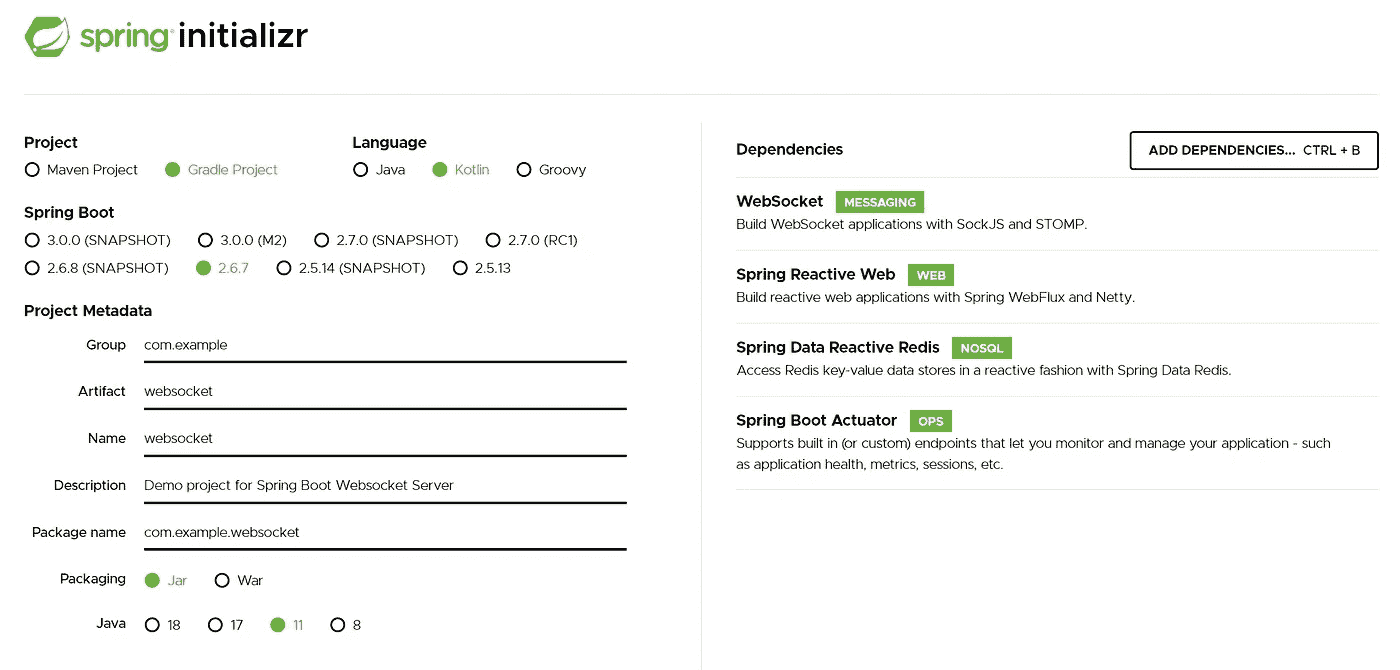 spring initializr
Project
Maven Project Gradle Project
Language
Java Kotlin Groovy
Spring Boot
3.0.0 (SNAPSHOT) 3.0.0 (M2) 2.7.0 (SNAPSHOT) 2.7.0 (RC1)
2.6.8 (SNAPSHOT) 2.6.7 2.5.14 (SNAPSHOT) 2.5.13
Project Metadata
Group com.example
Artifact websocket
Name websocket
Description Demo project for Spring Boot Websocket Server
Package name com.example.websocket
Packaging Jar War
Java 18 17 11 8
Dependencies ADD DEPENDENCIES... CTRL + B
WebSocket MESSAGING
Build WebSocket applications with SockJS and STOMP.
Spring Reactive Web WEB
Build reactive web applications with Spring WebFlux and Netty.
Spring Data Reactive Redis NOSQL
Access Redis key-value data stores in a reactive fashion with Spring Data Redis.
Spring Boot Actuator OPS
Supports built in (or custom) endpoints that let you monitor and manage your application - such
as application health, metrics, sessions, etc.